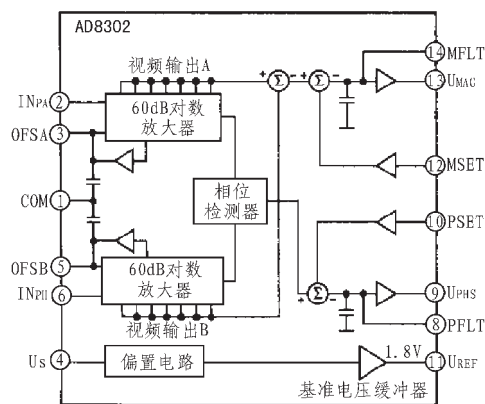 AD8302
视频输出A
+ Σ - + Σ -
14 MFLT
13 UMAG
INPA 2
60dB对数
放大器
OFSA 3
12 MSET
COM 1
相位
检测器
10 PSET
OFSB 5
60dB对数
放大器
+ Σ -
9 UPHS
INPII 6
8 PFLT
视频输出B
US 4
偏置电路
1.8V
11 UREF
基准电压缓冲器